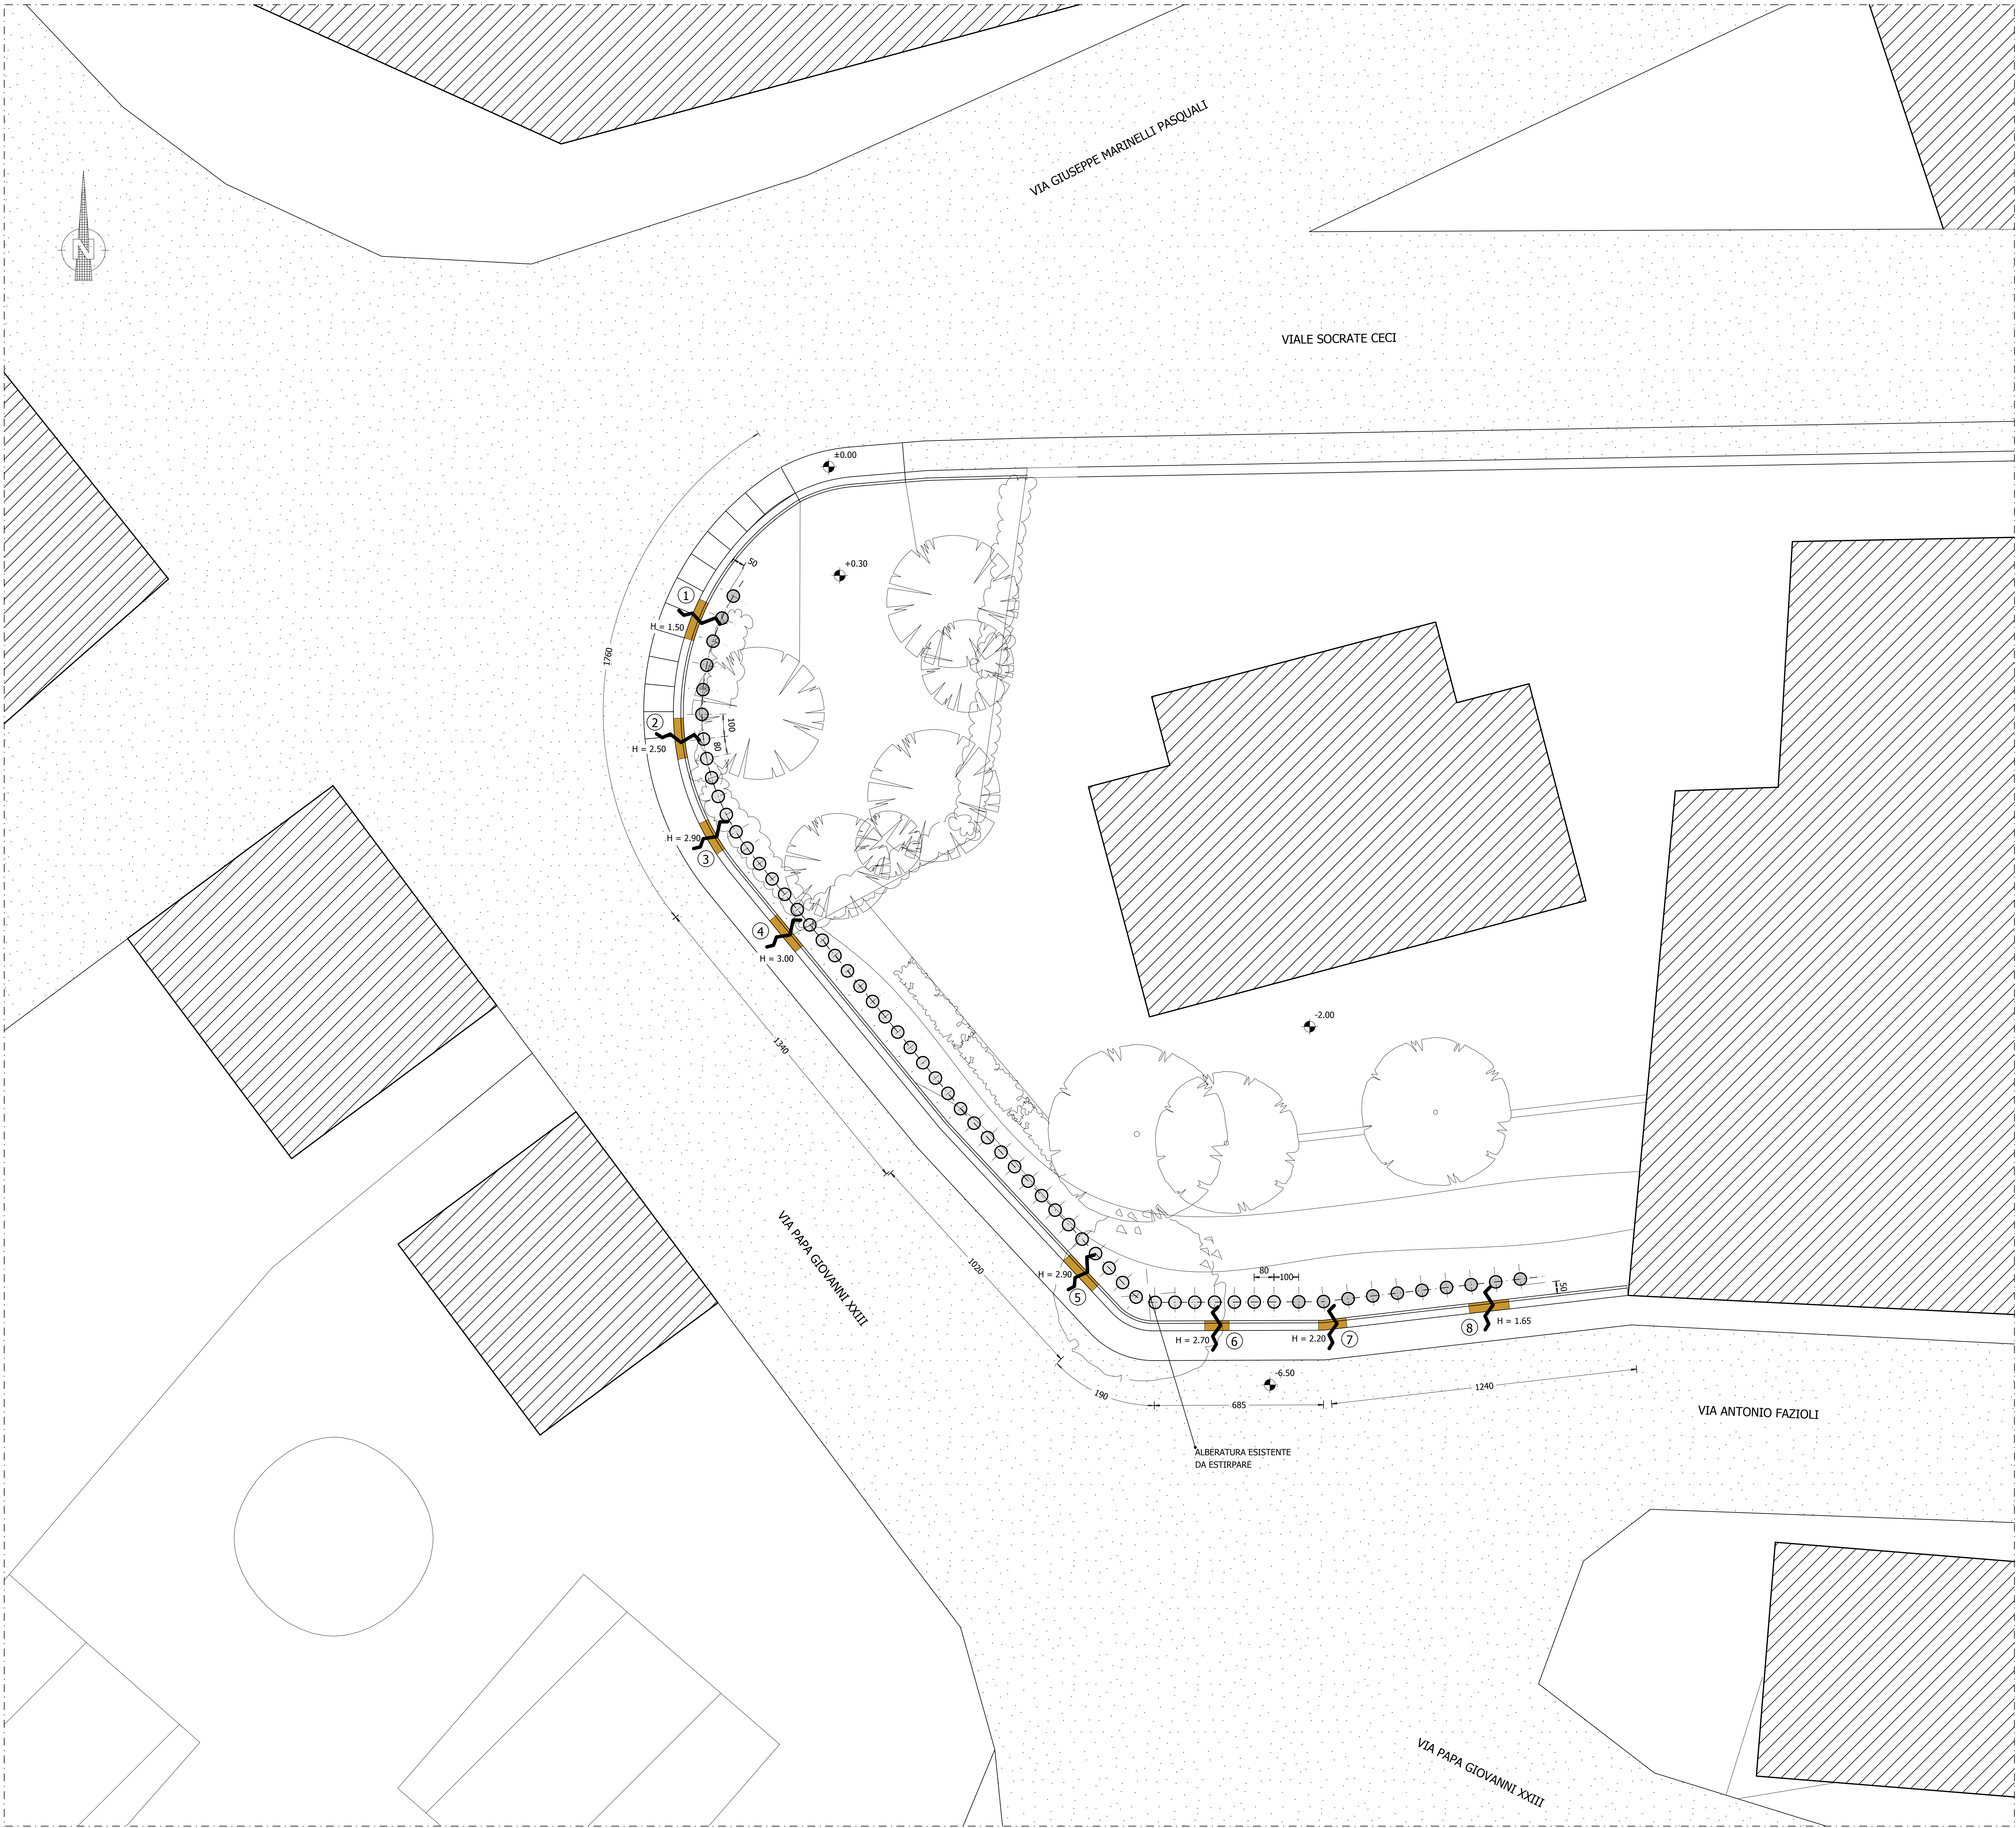 VIA GIUSEPPE MARINELLI PASQUALI
N
VIALE SOCRATE CECI
±0.00
+0.30
50
1
H = 1.50
1760
2
H = 2.50
100
80
H = 2.90
3
4
H = 3.00
-2.00
1340
VIA PAPA GIOVANNI XXIII
1020
H = 2.90
5
80
100
50
H = 2.70
6
H = 2.20
7
8
H = 1.65
-6.50
190
685
1240
VIA ANTONIO FAZIOLI
ALBERATURA ESISTENTE
DA ESTIRPARE
VIA PAPA GIOVANNI XXIII